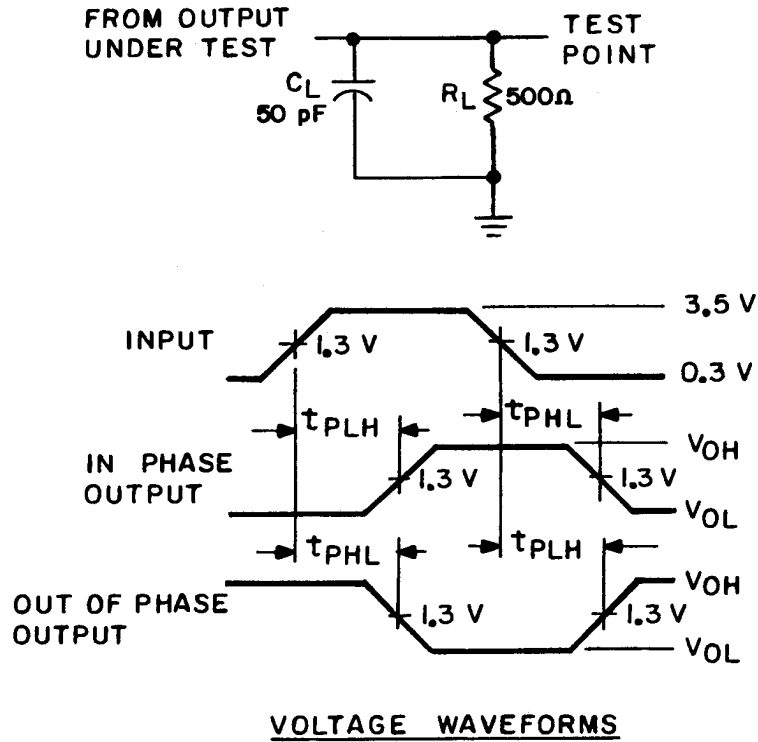 FROM OUTPUT
UNDER TEST
TEST
POINT
CL
50 pF
RL
500Ω
INPUT
1.3 V
1.3 V
3.5 V
0.3 V
tPLH
tPHL
IN PHASE
OUTPUT
1.3 V
1.3 V
VOH
VOL
tPHL
tPLH
OUT OF PHASE
OUTPUT
1.3 V
1.3 V
VOH
VOL
VOLTAGE WAVEFORMS